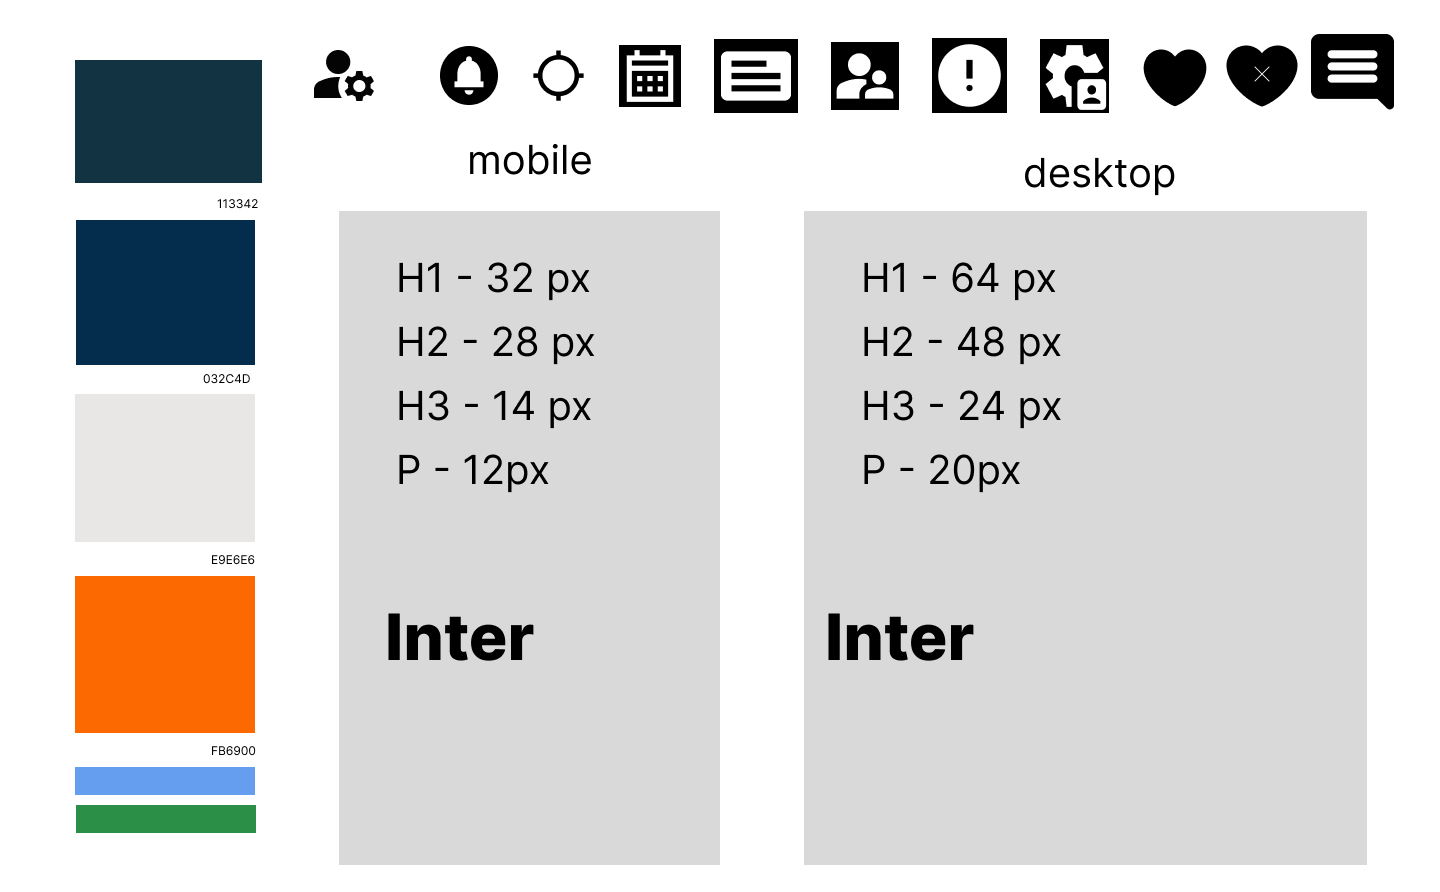 113342
032C4D
E9E6E6
FB6900
mobile
H1 - 32 px
H2 - 28 px
H3 - 14 px
P - 12px
Inter
desktop
H1 - 64 px
H2 - 48 px
H3 - 24 px
P - 20px
Inter